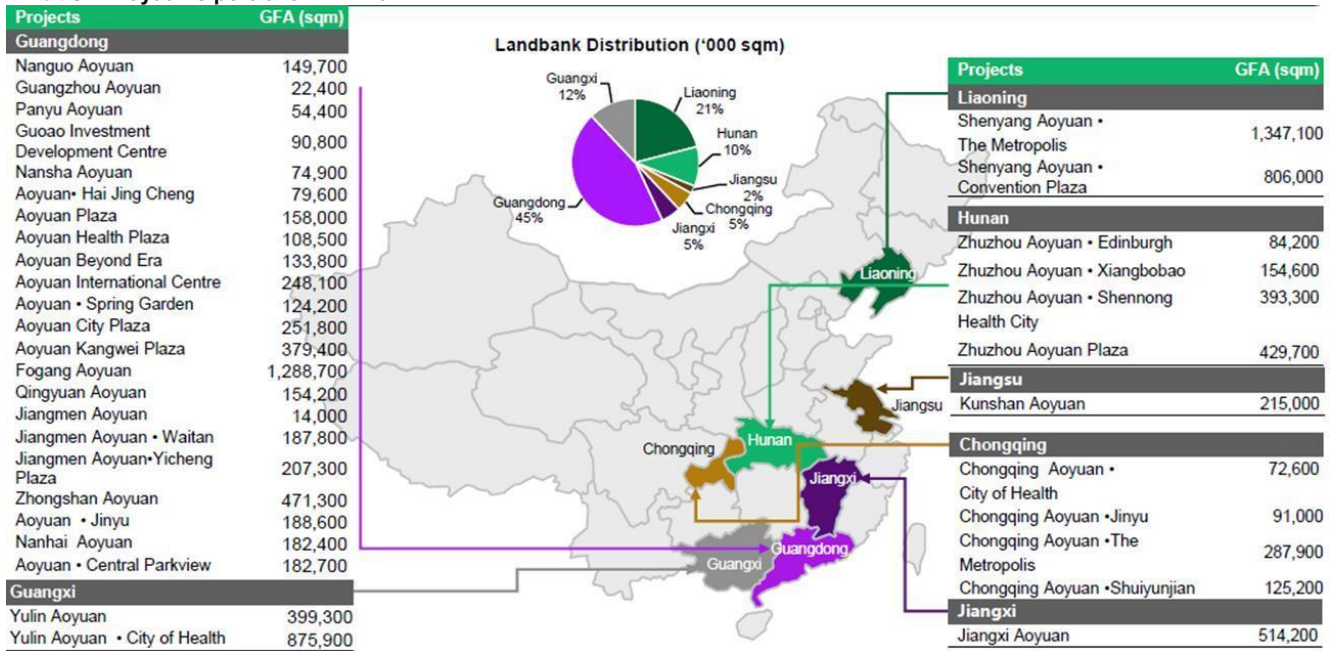 Projects GFA (sqm)
Guangdong
Nanguo Aoyuan 149,700
Guangzhou Aoyuan 22,400
Panyu Aoyuan 54,400
Guoao Investment
Development Centre 90,800
Nansha Aoyuan 74,900
Aoyuan• Hai Jing Cheng 79,600
Aoyuan Plaza 158,000
Aoyuan Health Plaza 108,500
Aoyuan Beyond Era 133,800
Aoyuan International Centre 248,100
Aoyuan • Spring Garden 124,200
Aoyuan City Plaza 251,800
Aoyuan Kangwei Plaza 379,400
Fogang Aoyuan 1,288,700
Qingyuan Aoyuan 154,200
Jiangmen Aoyuan 14,000
Jiangmen Aoyuan • Waitan 187,800
Jiangmen Aoyuan•Yicheng
Plaza 207,300
Zhongshan Aoyuan 471,300
Aoyuan • Jinyu 188,600
Nanhai Aoyuan 182,400
Aoyuan • Central Parkview 182,700
Guangxi
Yulin Aoyuan 399,300
Yulin Aoyuan • City of Health 875,900
Landbank Distribution (‘000 sqm)
Guangxi
12%
Liaoning
21%
Hunan
10%
Jiangsu
2%
Chongqing
5%
Jiangxi
5%
Guangdong
45%
Liaoning
Jiangsu
Chongqing
Hunan
Jiangxi
Guangdong
Guangxi
Projects GFA (sqm)
Liaoning
Shenyang Aoyuan •
The Metropolis 1,347,100
Shenyang Aoyuan •
Convention Plaza 806,000
Hunan
Zhuzhou Aoyuan • Edinburgh 84,200
Zhuzhou Aoyuan • Xiangbobao 154,600
Zhuzhou Aoyuan • Shennong 393,300
Health City
Zhuzhou Aoyuan Plaza 429,700
Jiangsu
Kunshan Aoyuan 215,000
Chongqing
Chongqing Aoyuan • 72,600
City of Health
Chongqing Aoyuan •Jinyu 91,000
Chongqing Aoyuan •The
Metropolis 287,900
Chongqing Aoyuan •Shuiyunjian 125,200
Jiangxi
Jiangxi Aoyuan 514,200